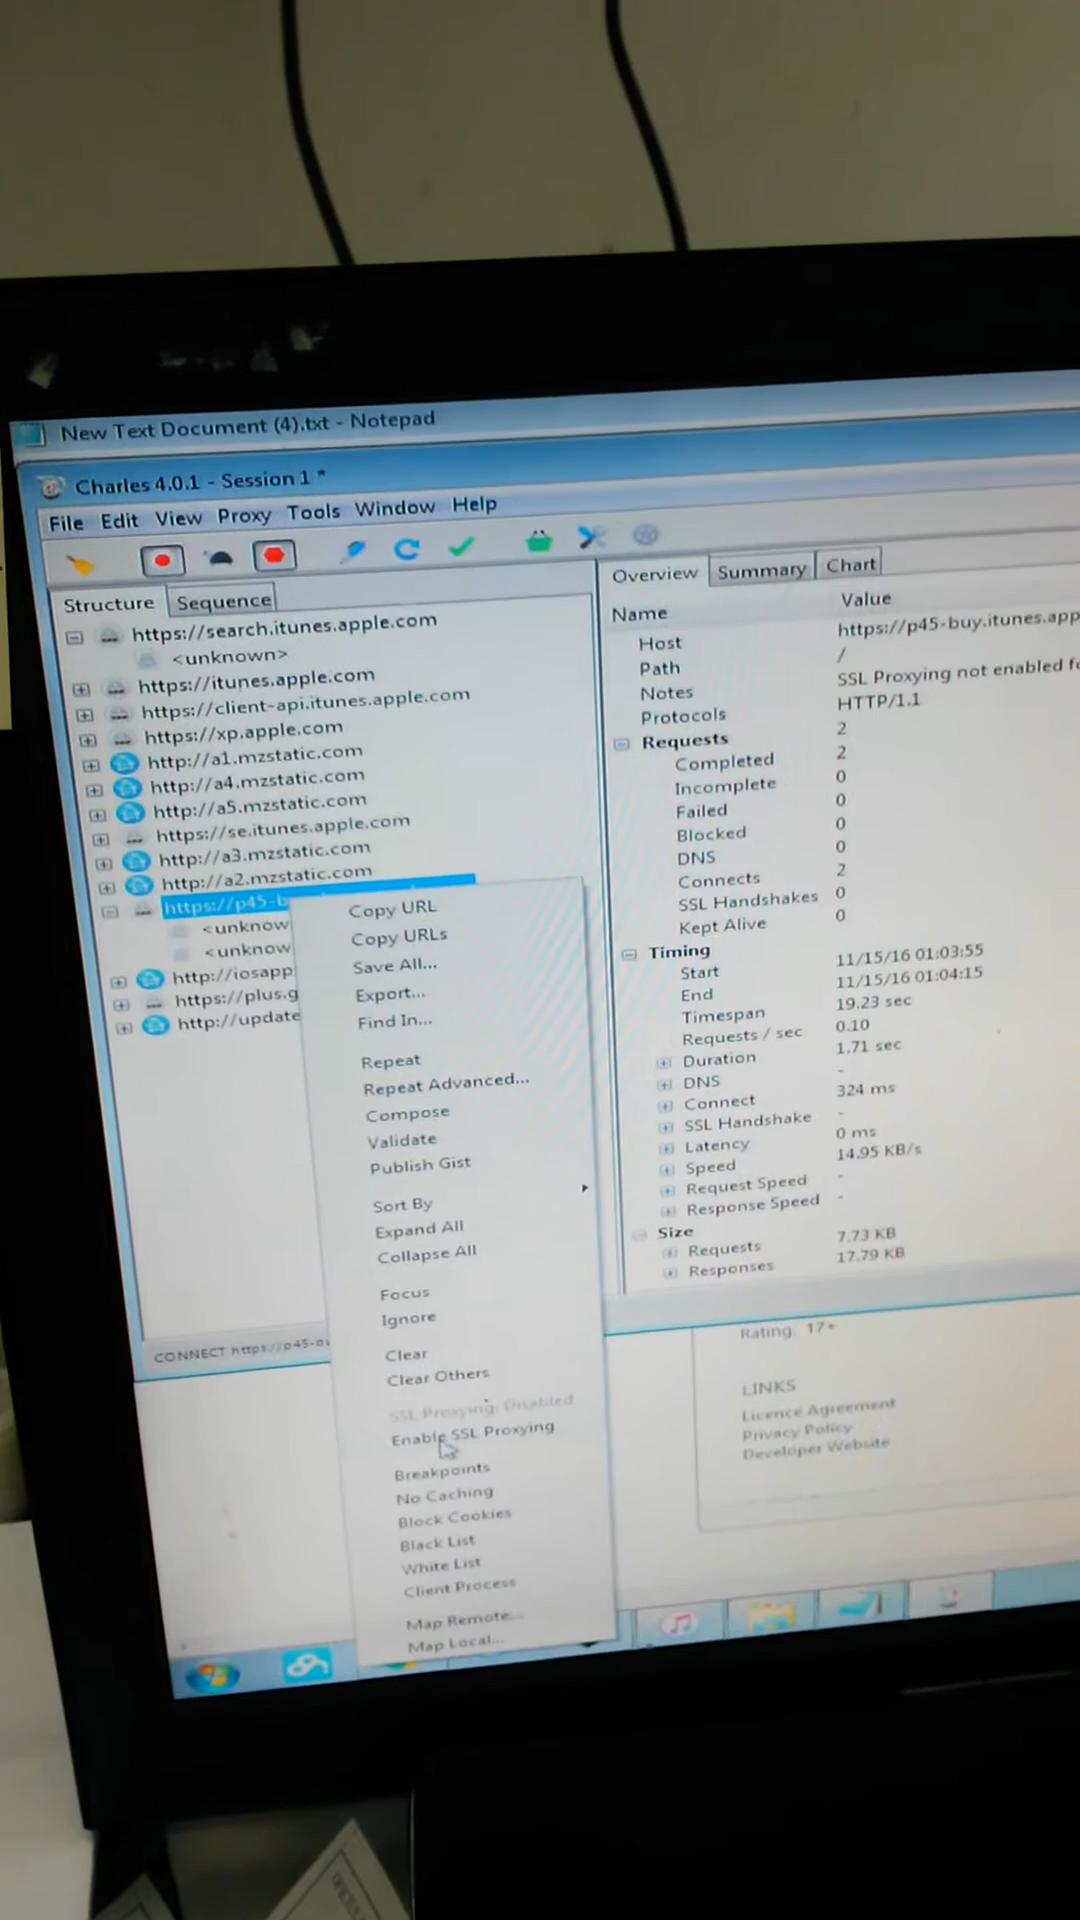 New Text Document (4).txt - Notepad
Charles 4.0.1 - Session 1 *
File Edit View Proxy Tools Window Help
Structure Sequence
https://search.itunes.apple.com
<unknown>
https://itunes.apple.com
https://client-api.itunes.apple.com
https://xp.apple.com
http://a1.mzstatic.com
http://a4.mzstatic.com
http://a5.mzstatic.com
https://se.itunes.apple.com
http://a3.mzstatic.com
http://a2.mzstatic.com
https://p45-b
<unknow
<unknow
http://iosapp
https://plus.g
http://update
CONNECT https://p45-
Copy URL
Copy URLs
Save All...
Export...
Find In...
Repeat
Repeat Advanced...
Compose
Validate
Publish Gist
Sort By
Expand All
Collapse All
Focus
Ignore
Clear
Clear Others
SSL Proxying: Disabled
Enable SSL Proxying
Breakpoints
No Caching
Block Cookies
Black List
White List
Client Process
Map Remote...
Map Local...
Overview Summary Chart
Name Value
Host https://p45-buy.itunes.app
Path /
Notes SSL Proxying not enabled fo
Protocols HTTP/1.1
Requests 2
Completed 2
Incomplete 0
Failed 0
Blocked 0
DNS 0
Connects 2
SSL Handshakes 0
Kept Alive 0
Timing
Start 11/15/16 01:03:55
End 11/15/16 01:04:15
Timespan 19.23 sec
Requests / sec 0.10
Duration 1.71 sec
DNS -
Connect 324 ms
SSL Handshake -
Latency 0 ms
Speed 14.95 KB/s
Request Speed -
Response Speed -
Size
Requests 7.73 KB
Responses 17.79 KB
Rating: 17+
LINKS
Licence Agreement
Privacy Policy
Developer Website